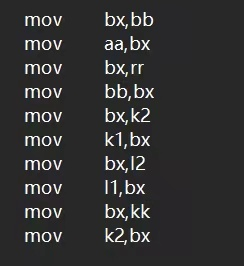 mov bx,bb
mov aa,bx
mov bx,rr
mov bb,bx
mov bx,k2
mov k1,bx
mov bx,l2
mov l1,bx
mov bx,kk
mov k2,bx